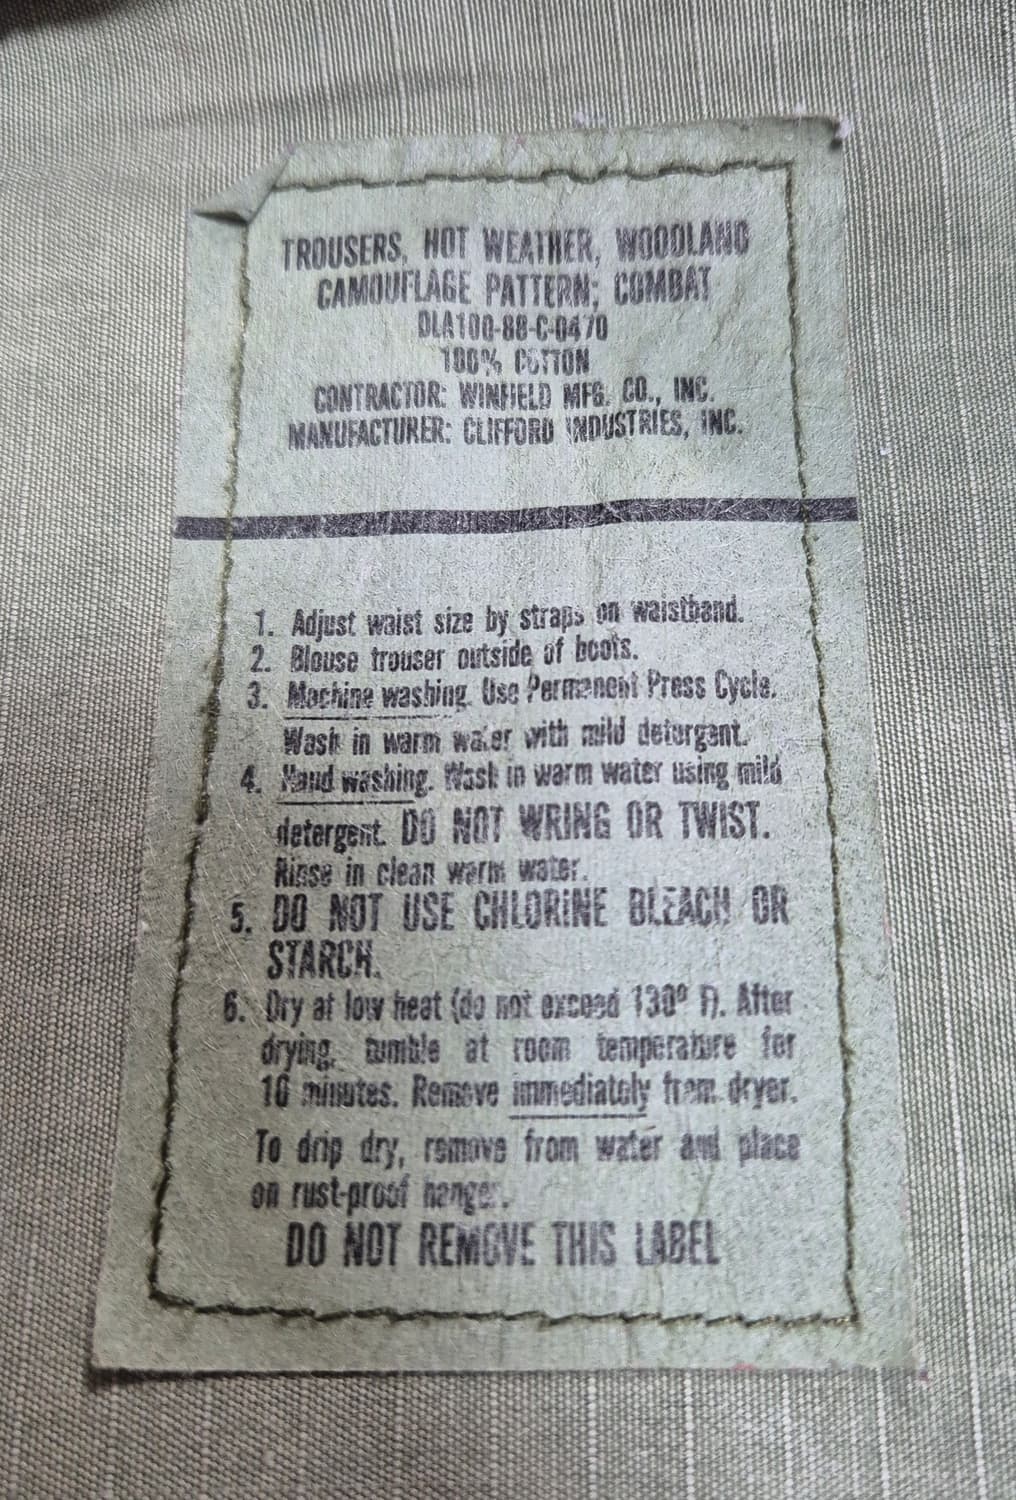 TROUSERS, HOT WEATHER, WOODLAND
CAMOUFLAGE PATTERN; COMBAT
DLA100-88-C-0470
100% COTTON
CONTRACTOR: WINFIELD MFG. CO., INC.
MANUFACTURER: CLIFFORD INDUSTRIES, INC.
1. Adjust waist size by straps on waistband.
2. Blouse trouser outside of boots.
3. Machine washing. Use Permanent Press Cycle.
Wash in warm water with mild detergent.
4. Hand washing. Wash in warm water using mild
detergent. DO NOT WRING OR TWIST.
Rinse in clean warm water.
5. DO NOT USE CHLORINE BLEACH OR
STARCH.
6. Dry at low heat (do not exceed 130° F). After
drying, tumble at room temperature for
10 minutes. Remove immediately from dryer.
To drip dry, remove from water and place
on rust-proof hanger.
DO NOT REMOVE THIS LABEL